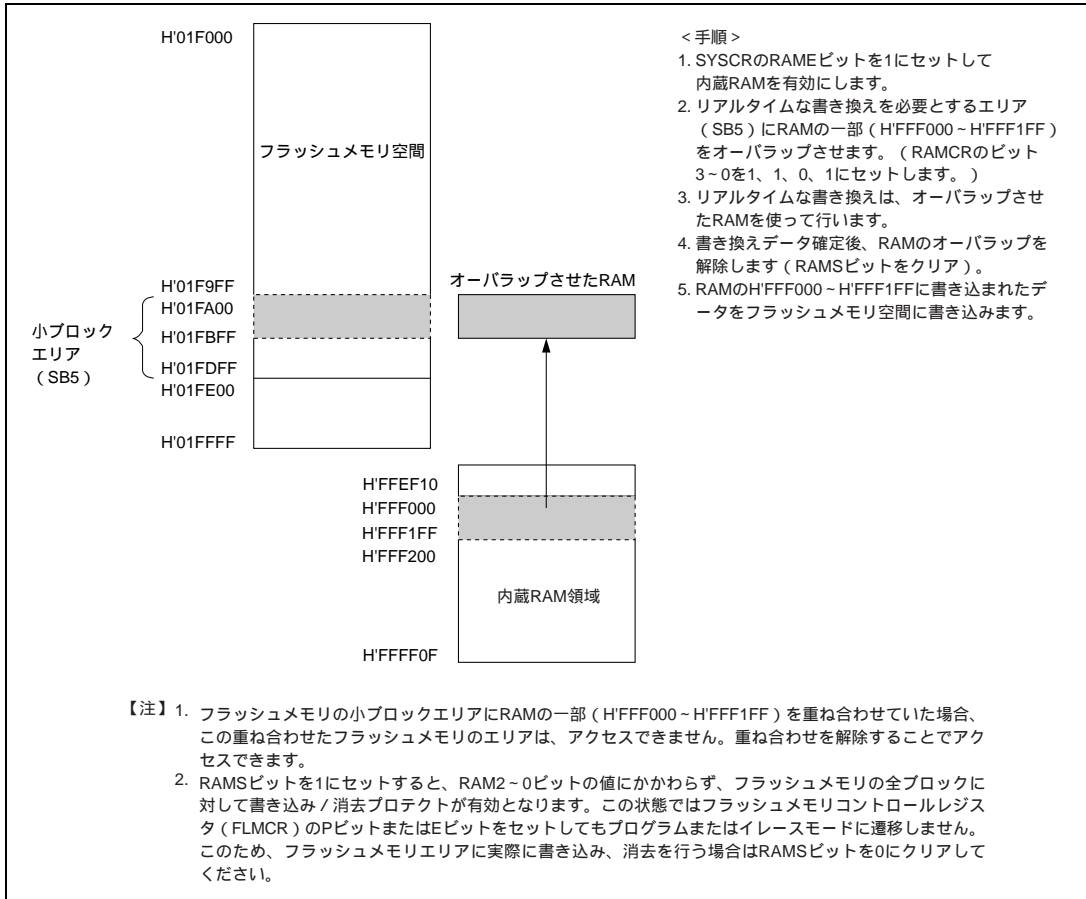 H'01F000
フラッシュメモリ空間
H'01F9FF
H'01FA00
H'01FBFF
H'01FDFF
H'01FE00
H'01FFFF
小ブロック
エリア
（SB5）
オーバラップさせたRAM
H'FFEF10
H'FFF000
H'FFF1FF
H'FFF200
内蔵RAM領域
H'FFFF0F
＜手順＞
1. SYSCRのRAMEビットを1にセットして
内蔵RAMを有効にします。
2. リアルタイムな書き換えを必要とするエリア
（SB5）にRAMの一部（H'FFF000～H'FFF1FF）
をオーバラップさせます。（RAMCRのビット
3～0を1、1、0、1にセットします。）
3. リアルタイムな書き換えは、オーバラップさせ
たRAMを使って行います。
4. 書き換えデータ確定後、RAMのオーバラップを
解除します（RAMSビットをクリア）。
5. RAMのH'FFF000～H'FFF1FFに書き込まれたデ
ータをフラッシュメモリ空間に書き込みます。
【注】1. フラッシュメモリの小ブロックエリアにRAMの一部（H'FFF000～H'FFF1FF）を重ね合わせていた場合、
この重ね合わせたフラッシュメモリのエリアは、アクセスできません。重ね合わせを解除することでアク
セスできます。
2. RAMSビットを1にセットすると、RAM2～0ビットの値にかかわらず、フラッシュメモリの全ブロックに
対して書き込み／消去プロテクトが有効となります。この状態ではフラッシュメモリコントロールレジス
タ（FLMCR）のPビットまたはEビットをセットしてもプログラムまたはイレースモードに遷移しません。
このため、フラッシュメモリエリアに実際に書き込み、消去を行う場合はRAMSビットを0にクリアして
ください。